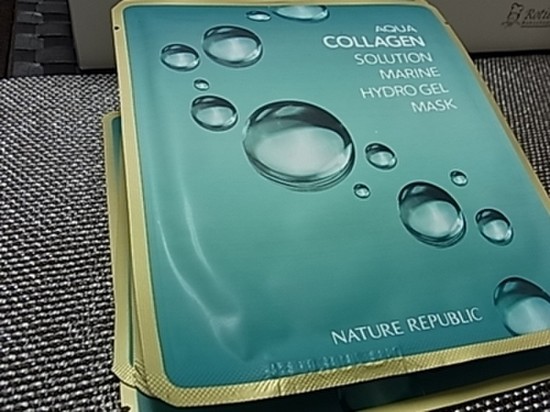 AQUA
COLLAGEN
SOLUTION
MARINE
HYDRO GEL
MASK
NATURE REPUBLIC